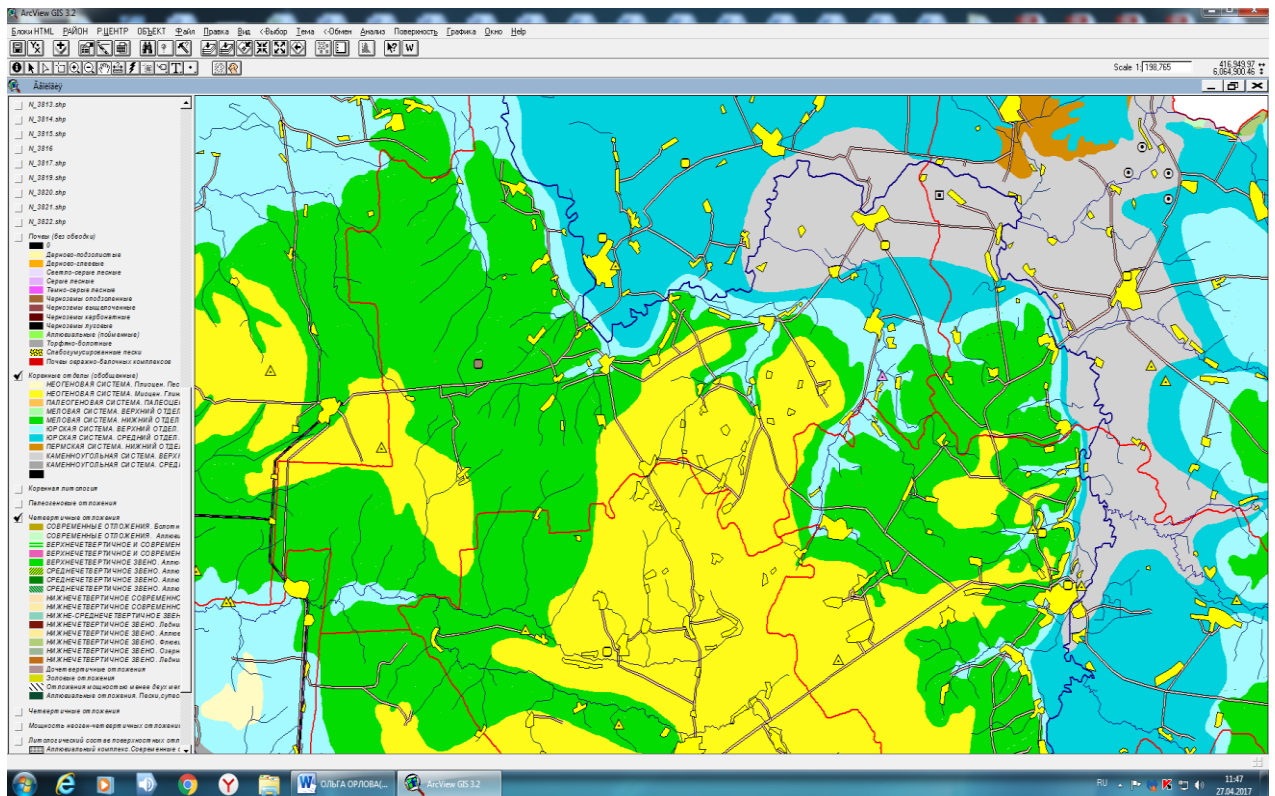 ArcView GIS 3.2
Блоки HTML РАЙОН Р.ЦЕНТР ОБЪЕКТ Файл Правка Вид <-Выбор Тема <-Обмен Анализ Поверхность Графика Окно Help
Scale 1: 198,765
416,949.97
6,064,900.46
N_3813.shp
N_3814.shp
N_3815.shp
N_3816
N_3817.shp
N_3819.shp
N_3820.shp
N_3821.shp
N_3822.shp
Почвы (без обводки)
0
Дерново-подзолистые
Дерново-глеевые
Светло-серые лесные
Серые лесные
Темно-серые лесные
Черноземы оподзоленные
Черноземы выщелоченные
Черноземы карбонатные
Черноземы луговые
Аллювиальные (пойменные)
Торфяно-болотные
Слабогумусированные пески
Почвы овражно-балочных комплексов
Коренные отделы (обобщенные)
НЕОГЕНОВАЯ СИСТЕМА. Плиоцен. Пес
НЕОГЕНОВАЯ СИСТЕМА. Миоцен. Глин
ПАЛЕОГЕНОВАЯ СИСТЕМА. ПАЛЕОЦЕ
МЕЛОВАЯ СИСТЕМА. ВЕРХНИЙ ОТДЕЛ
МЕЛОВАЯ СИСТЕМА. НИЖНИЙ ОТДЕЛ
ЮРСКАЯ СИСТЕМА. ВЕРХНИЙ ОТДЕЛ.
ЮРСКАЯ СИСТЕМА. СРЕДНИЙ ОТДЕЛ.
ПЕРМСКАЯ СИСТЕМА. НИЖНИЙ ОТДЕ
КАМЕННОУГОЛЬНАЯ СИСТЕМА. ВЕРХ
КАМЕННОУГОЛЬНАЯ СИСТЕМА. СРЕД
Коренная литология
Палеогеновые отложения
Четвертичные отложения
СОВРЕМЕННЫЕ ОТЛОЖЕНИЯ. Болотн
СОВРЕМЕННЫЕ ОТЛОЖЕНИЯ. Аллюв
ВЕРХНЕЧЕТВЕРТИЧНОЕ И СОВРЕМЕН
ВЕРХНЕЧЕТВЕРТИЧНОЕ И СОВРЕМЕН
ВЕРХНЕЧЕТВЕРТИЧНОЕ ЗВЕНО. Аллю
СРЕДНЕЧЕТВЕРТИЧНОЕ ЗВЕНО. Аллю
СРЕДНЕЧЕТВЕРТИЧНОЕ ЗВЕНО. Аллю
СРЕДНЕЧЕТВЕРТИЧНОЕ ЗВЕНО. Аллю
НИЖНЕЧЕТВЕРТИЧНОЕ СОВРЕМЕННО
НИЖНЕЧЕТВЕРТИЧНОЕ СОВРЕМЕННО
НИЖНЕ-СРЕДНЕЧЕТВЕРТИЧНОЕ ЗВЕН
НИЖНЕЧЕТВЕРТИЧНОЕ ЗВЕНО. Ледни
НИЖНЕЧЕТВЕРТИЧНОЕ ЗВЕНО. Аллюв
НИЖНЕЧЕТВЕРТИЧНОЕ ЗВЕНО. Флюви
НИЖНЕЧЕТВЕРТИЧНОЕ ЗВЕНО. Озерн
НИЖНЕЧЕТВЕРТИЧНОЕ ЗВЕНО. Ледни
Дочетвертичные отложения
Эоловые отложения
Отложения мощностью менее двух мет
Аллювиальные отложения. Пески,супес
Четвертичные отложения
Мощность неоген-четвертичных отложени
Литологический состав поверхностных отл
Аллювиальный комплекс.Современные о
ОЛЬГА ОРЛОВА(...
ArcView GIS 3.2
RU
11:47
27.04.2017